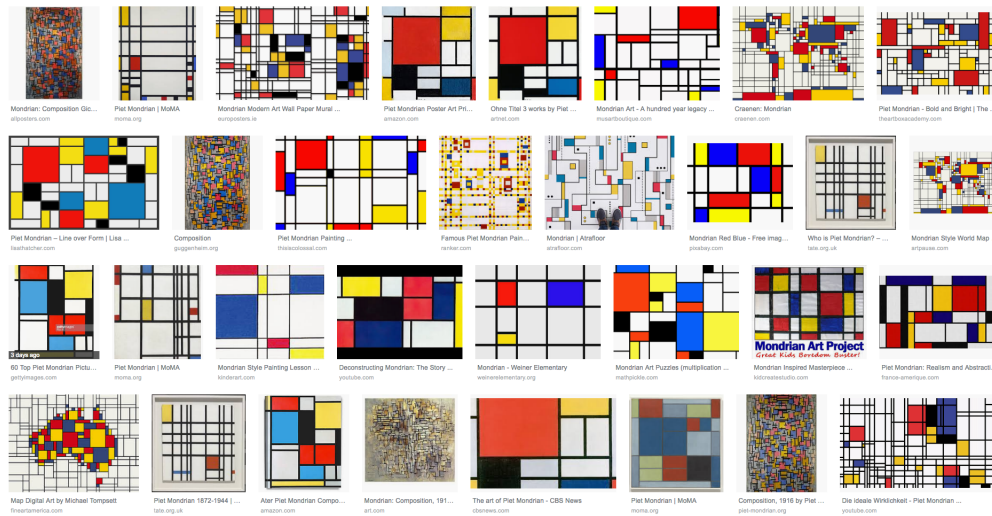 Mondrian: Composition Gic...
allposters.com
Piet Mondrian | MoMA
moma.org
Mondrian Modern Art Wall Paper Mural ...
europosters.ie
Piet Mondrian Poster Art Pri...
amazon.com
Ohne Titel 3 works by Piet ...
artnet.com
Mondrian Art - A hundred year legacy ...
musartboutique.com
Craenen: Mondrian
craenen.com
Piet Mondrian - Bold and Bright | The ...
theartboxacademy.com
Piet Mondrian – Line over Form | Lisa ...
lisathatcher.com
Composition
guggenheim.org
Piet Mondrian Painting ...
thisiscolossal.com
Famous Piet Mondrian Pain...
ranker.com
Mondrian | Atrafloor
atrafloor.com
Mondrian Red Blue - Free imag...
pixabay.com
Who is Piet Mondrian? – ...
tate.org.uk
Mondrian Style World Map
artpause.com
3 days ago
60 Top Piet Mondrian Pictu...
gettyimages.com
Piet Mondrian | MoMA
moma.org
Mondrian Style Painting Lesson ...
kinderart.com
Deconstructing Mondrian: The Story ...
youtube.com
Mondrian - Weiner Elementary
weinerelementary.org
Mondrian Art Puzzles (multiplication ...
mathpickle.com
Mondrian Art Project
Great Kids Boredom Buster!
Mondrian Inspired Masterpiece ...
kidcreatestudio.com
Piet Mondrian: Realism and Abstracti...
france-amerique.com
Map Digital Art by Michael Tompsett
fineartamerica.com
Piet Mondrian 1872-1944 | ...
tate.org.uk
Ater Piet Mondrian Compo...
amazon.com
Mondrian: Composition, 191...
art.com
The art of Piet Mondrian - CBS News
cbsnews.com
Piet Mondrian | MoMA
moma.org
Composition, 1916 by Piet ...
piet-mondrian.org
Die Ideale Wirklichkeit - Piet Mondrian ...
youtube.com